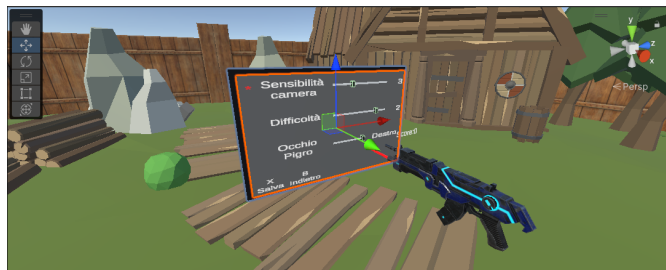 Sensibilità
camera
3
Difficoltà
2
Occhio
Pigro
Destro
X
Salva
B
Indietro
y
z
x
Persp